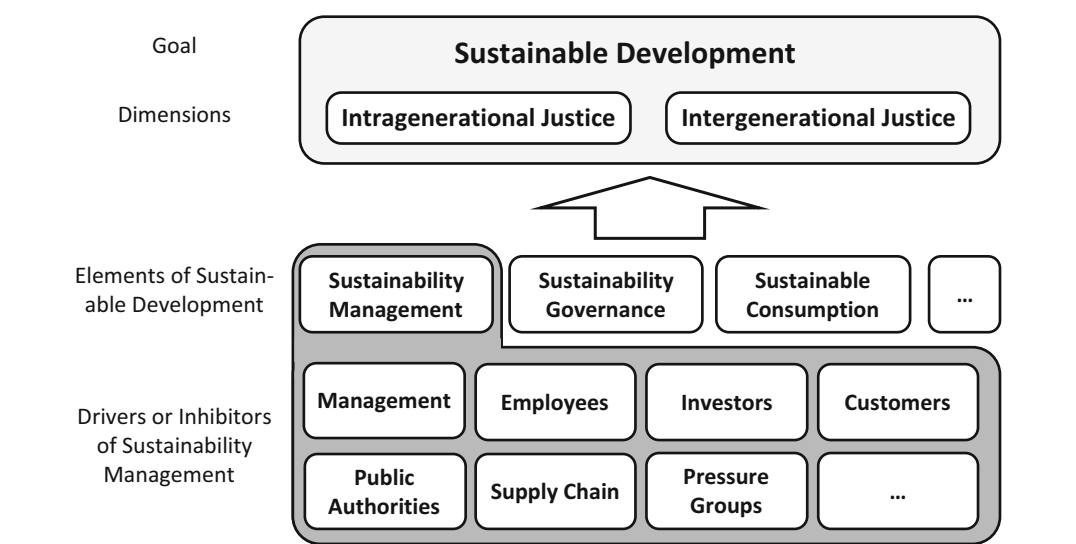 Goal
Sustainable Development
Dimensions
Intragenerational Justice
Intergenerational Justice
Elements of Sustain-
able Development
Sustainability
Management
Sustainability
Governance
Sustainable
Consumption
...
Drivers or Inhibitors
of Sustainability
Management
Management
Employees
Investors
Customers
Public
Authorities
Supply Chain
Pressure
Groups
...